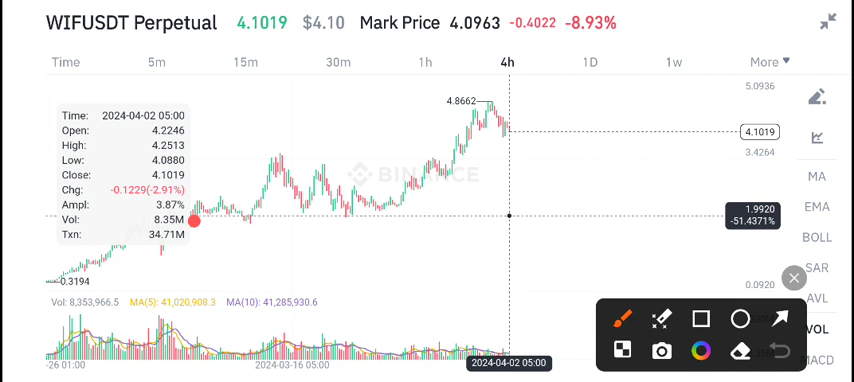 WIFUSDT Perpetual 4.1019 $4.10 Mark Price 4.0963 -0.4022 -8.93%
Time 5m 15m 30m 1h 4h 1D 1w More
5.0936
4.8662
Time: 2024-04-02 05:00
Open: 4.2246
High: 4.2513
Low: 4.0880
Close: 4.1019
Chg: -0.1229(-2.91%)
Ampl: 3.87%
Vol: 8.35M
Txn: 34.71M
4.1019
3.4264
BINANCE
1.9920
-51.4371%
0.3194
0.0920
MA
EMA
BOLL
SAR
AVL
VOL
MACD
Vol: 8,353,966.5 MA(5): 41,020,908.3 MA(10): 41,285,930.6
-26 01:00 2024-03-16 05:00 2024-04-02 05:00